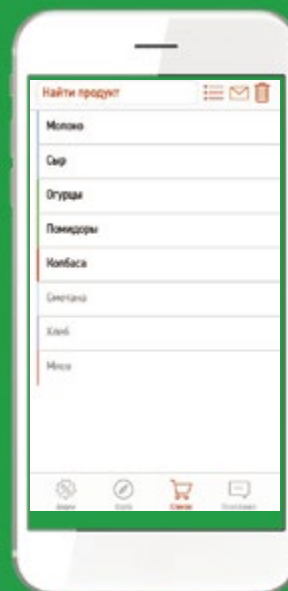 Найти продукт
Молоко
Сыр
Огурцы
Помидоры
Колбаса
Сметана
Хлеб
Мясо
Список